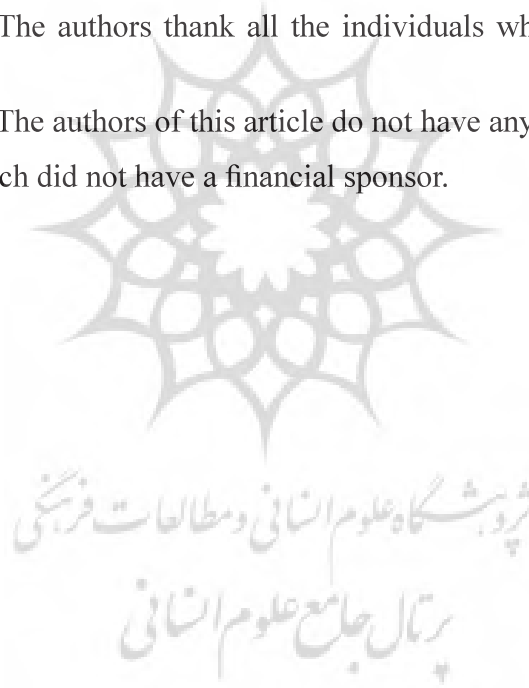 The authors thank all the individuals wh
The authors of this article do not have any
ch did not have a financial sponsor.
پژوهشگاه علوم انسانی و مطالعات فرهنگی
پرتال جامع علوم انسانی